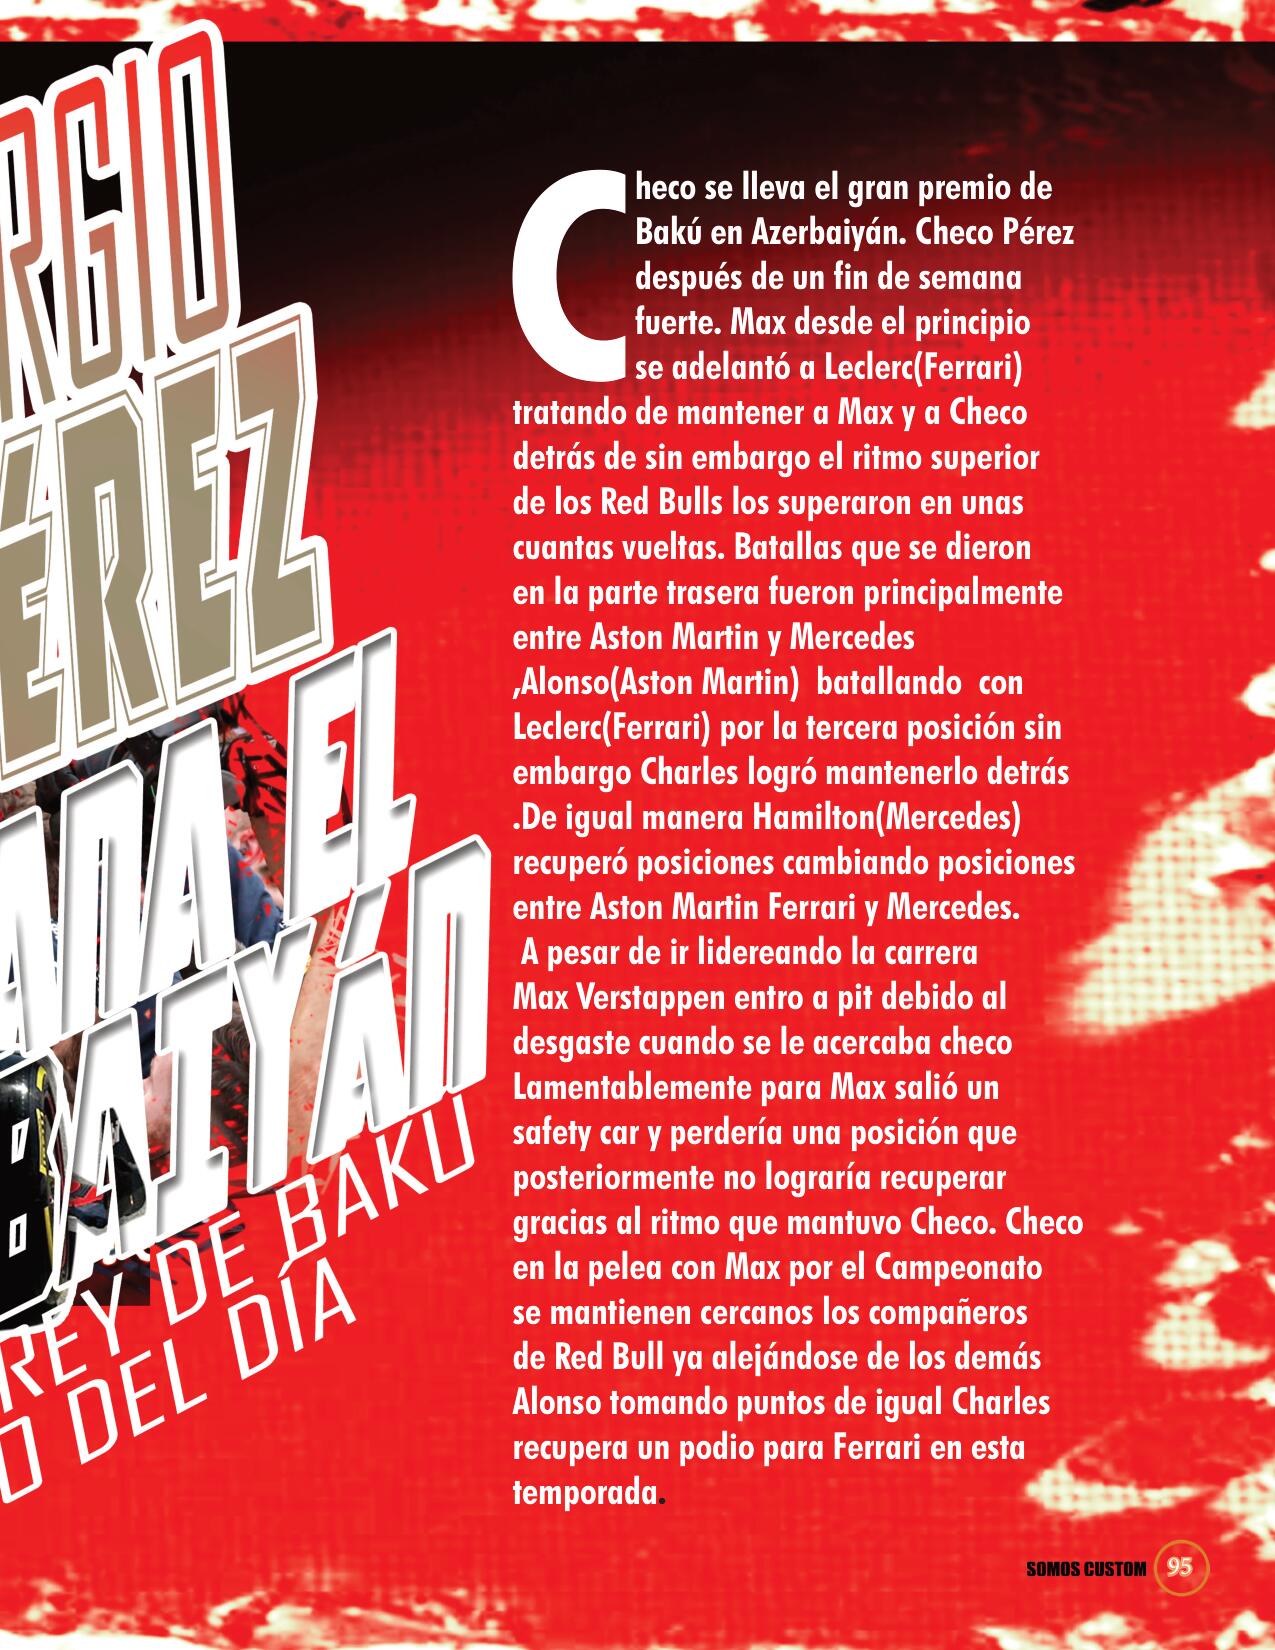 RGIO
ÉREZ
ANA EL
BAIYÁN
REY DE BAKU
O DEL DÍA
Checo se lleva el gran premio de
Bakú en Azerbaiyán. Checo Pérez
después de un fin de semana
fuerte. Max desde el principio
se adelantó a Leclerc(Ferrari)
tratando de mantener a Max y a Checo
detrás de sin embargo el ritmo superior
de los Red Bulls los superaron en unas
cuantas vueltas. Batallas que se dieron
en la parte trasera fueron principalmente
entre Aston Martin y Mercedes
,Alonso(Aston Martin)  batallando  con
Leclerc(Ferrari) por la tercera posición sin
embargo Charles logró mantenerlo detrás
.De igual manera Hamilton(Mercedes)
recuperó posiciones cambiando posiciones
entre Aston Martin Ferrari y Mercedes.
A pesar de ir lidereando la carrera
Max Verstappen entro a pit debido al
desgaste cuando se le acercaba checo
Lamentablemente para Max salió un
safety car y perdería una posición que
posteriormente no lograría recuperar
gracias al ritmo que mantuvo Checo. Checo
en la pelea con Max por el Campeonato
se mantienen cercanos los compañeros
de Red Bull ya alejándose de los demás
Alonso tomando puntos de igual Charles
recupera un podio para Ferrari en esta
temporada.
SOMOS CUSTOM 95